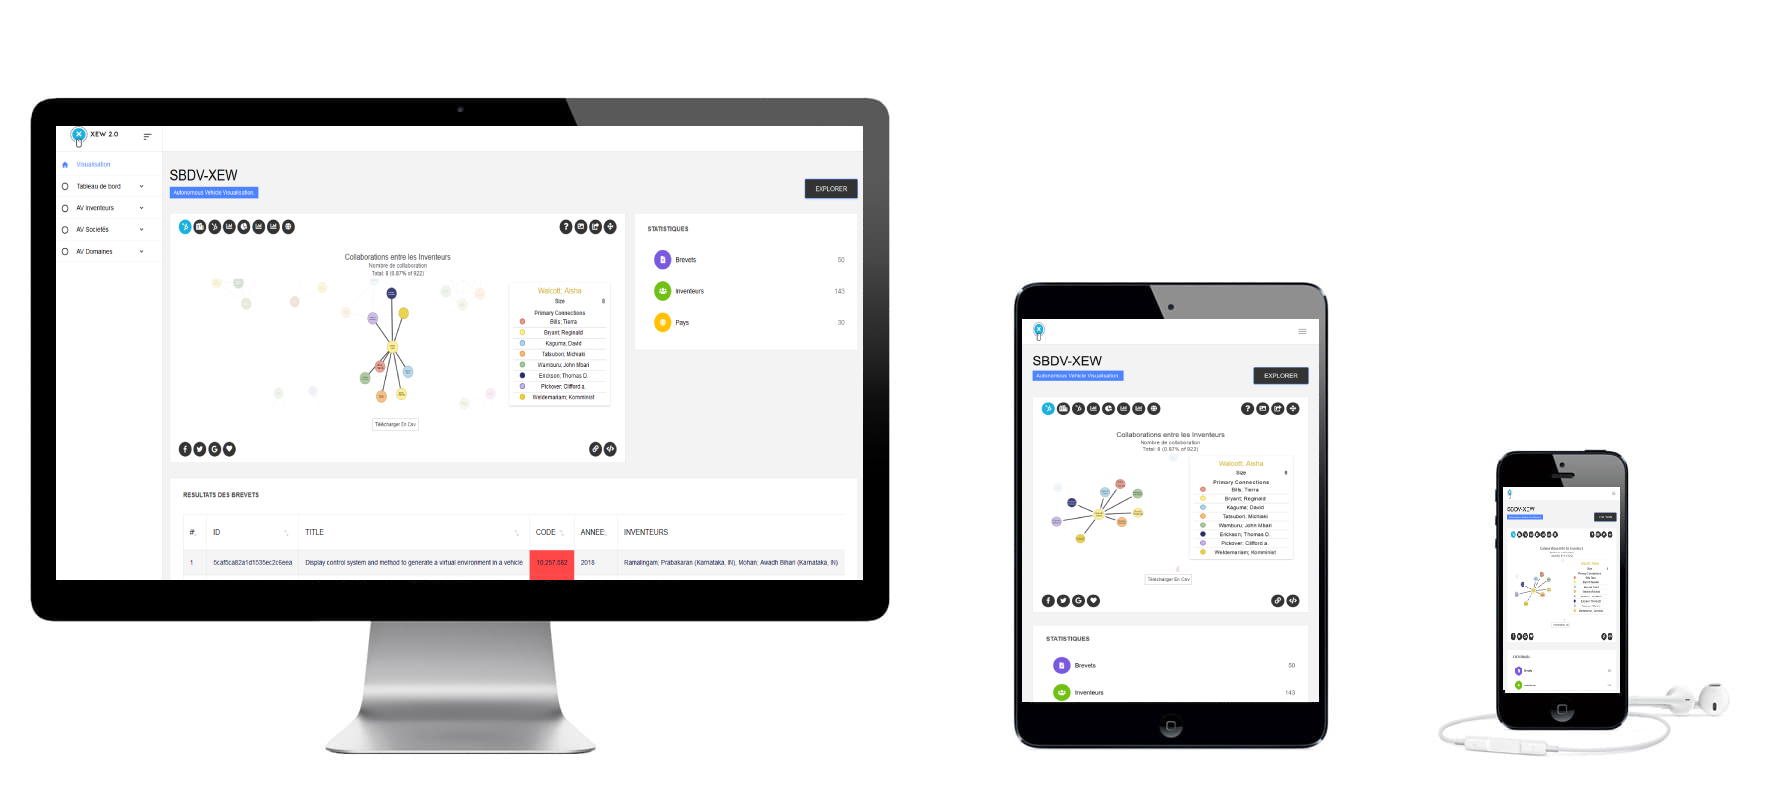 XEW 2.0
Visualisation
Tableau de bord
AV Inventeurs
AV Societés
AV Domaines
SBDV-XEW
Autonomous Vehicle Visualisation
EXPLORER
Collaborations entre les Inventeurs
Nombre de collaboration
Total: 8 (0.87% of 922)
Walcott; Aisha
Size 8
Primary Connections
Bills; Tierra
Bryant; Reginald
Kaguma; David
Tatsubori; Michiaki
Wamburu; John Mbari
Erickson; Thomas D.
Pickover; Clifford a.
Weldemariam; Komminist
Télécharger En Csv
STATISTIQUES
Brevets 50
Inventeurs 143
Pays 30
RESULTATS DES BREVETS
# ID TITLE CODE ANNEE INVENTEURS
1 5caf5ca82a1d1535ec2c6eea Display control system and method to generate a virtual environment in a vehicle 10,257,582 2018 Ramalingam; Prabakaran (Karnataka, IN), Mohan; Awadh Bihari (Karnataka, IN)
SBDV-XEW
Autonomous Vehicle Visualisation
EXPLORER
Collaborations entre les Inventeurs
Nombre de collaboration
Total: 8 (0.87% of 922)
Walcott; Aisha
Size 8
Primary Connections
Bills; Tierra
Bryant; Reginald
Kaguma; David
Tatsubori; Michiaki
Wamburu; John Mbari
Erickson; Thomas D.
Pickover; Clifford a.
Weldemariam; Komminist
Télécharger En Csv
STATISTIQUES
Brevets 50
Inventeurs 143
SBDV-XEW